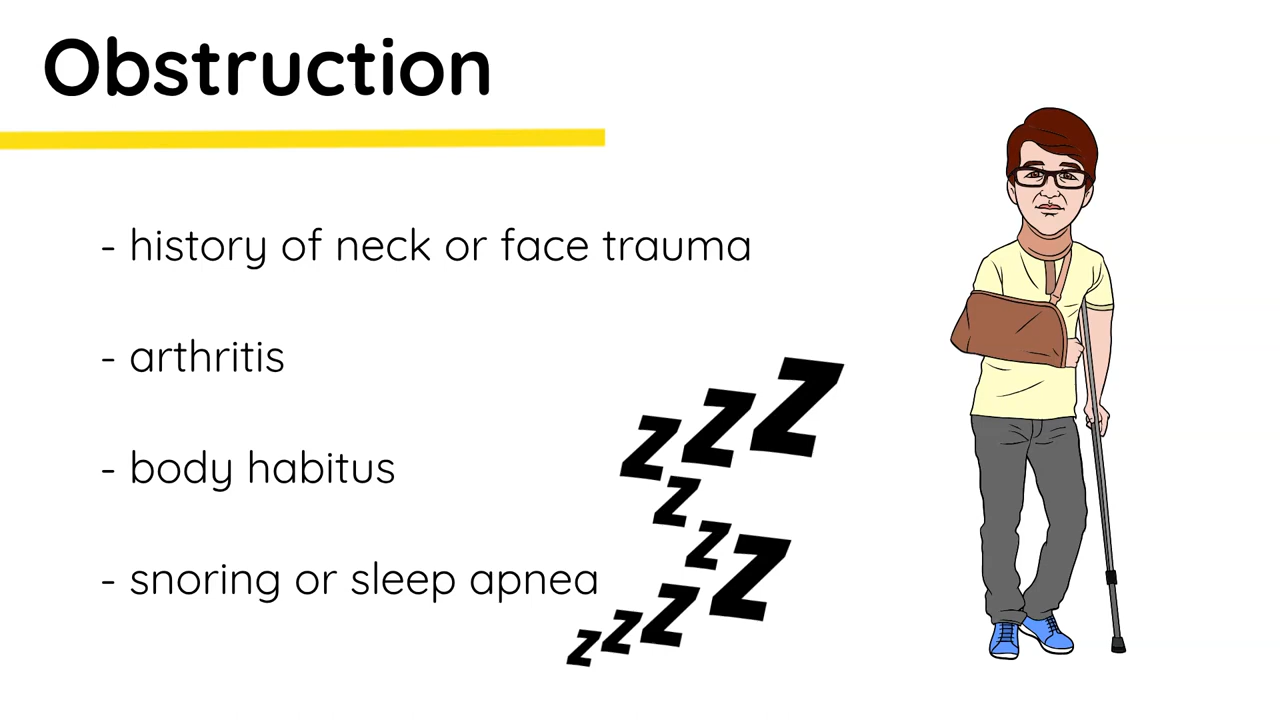 Obstruction
- history of neck or face trauma
- arthritis
z z Z
- body habitus
z
z Z
- snoring or sleep apnea
z z z